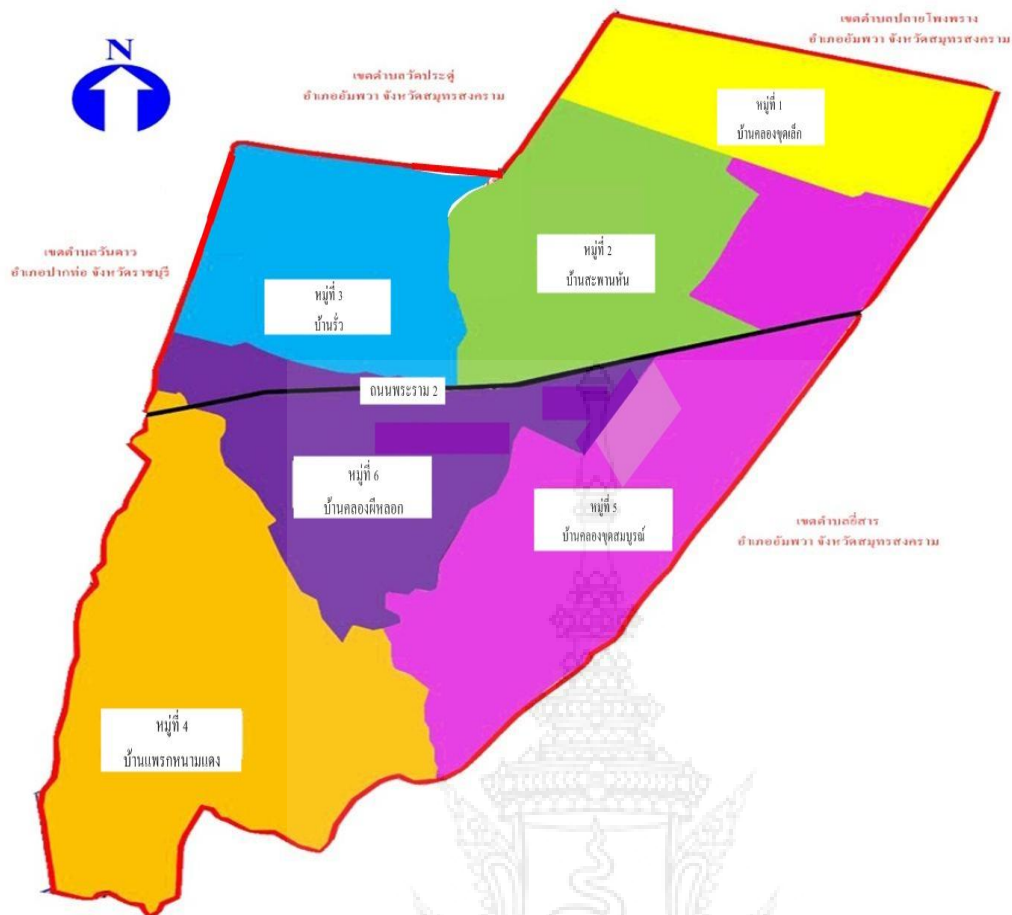 เขตตำบลปลายโพงพาง
อำเภออัมพวา จังหวัดสมุทรสงคราม
N
เขตตำบลวัดประดู่
อำเภออัมพวา จังหวัดสมุทรสงคราม
หมู่ที่ 1
บ้านคลองขุดเล็ก
เขตตำบลวันดาว
อำเภอปากท่อ จังหวัดราชบุรี
หมู่ที่ 2
บ้านสะพานหัน
หมู่ที่ 3
บ้านรั่ว
ถนนพระราม 2
หมู่ที่ 6
บ้านคลองผีหลอก
หมู่ที่ 5
บ้านคลองขุดสมบูรณ์
เขตตำบลยี่สาร
อำเภออัมพวา จังหวัดสมุทรสงคราม
หมู่ที่ 4
บ้านแพรกหนามแดง